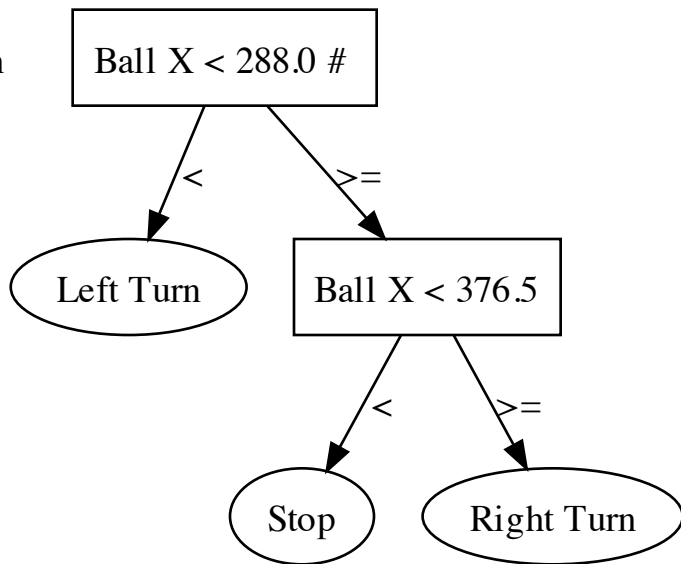 Ball X < 288.0 #
<
>=
Left Turn
Ball X < 376.5
<
>=
Stop
Right Turn